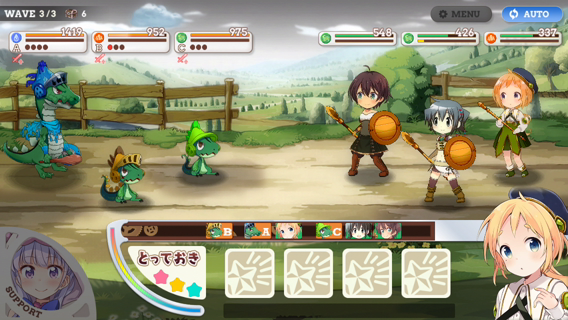 WAVE 3/3 6
MENU
AUTO
A 1419
B 952
C 975
548
426
337
B A C
とっておき
SUPPORT